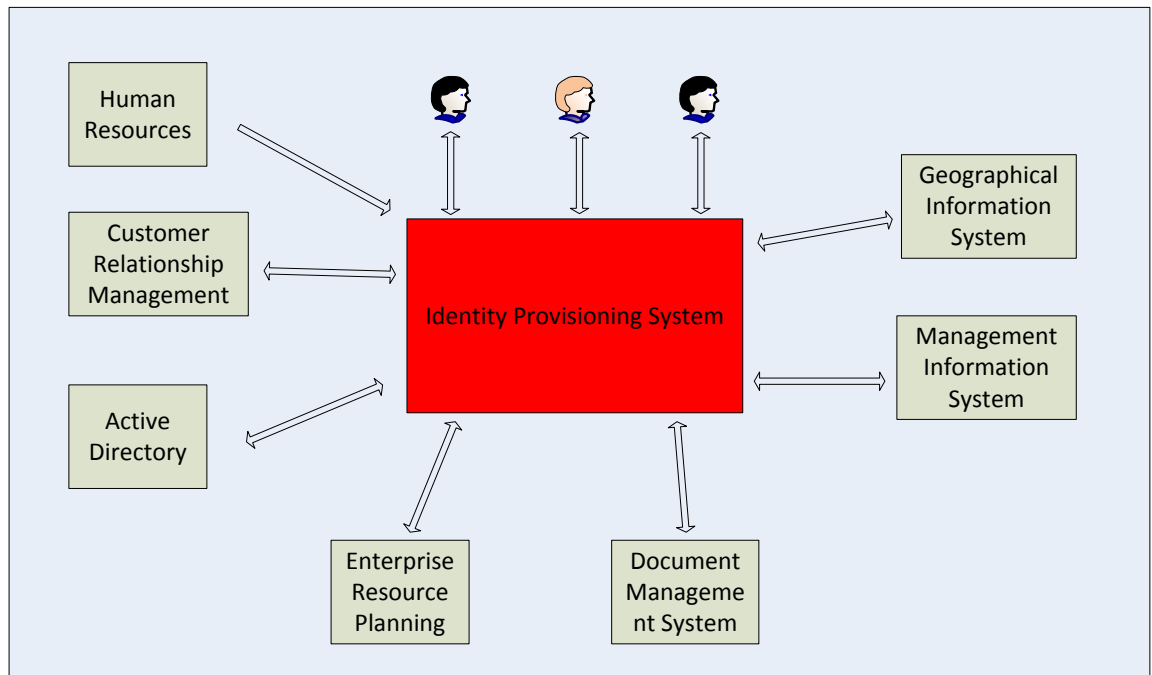 Human
Resources
Customer
Relationship
Management
Active
Directory
Identity Provisioning System
Geographical
Information
System
Management
Information
System
Enterprise
Resource
Planning
Document
Manageme
nt System